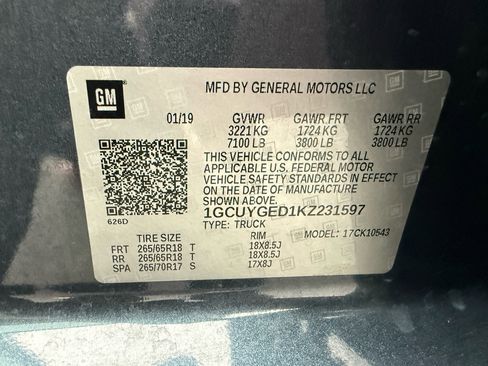 GM
MFD BY GENERAL MOTORS LLC
01/19 GVWR GAWR FRT GAWR RR
3221 KG 1724 KG 1724 KG
7100 LB 3800 LB 3800 LB
THIS VEHICLE CONFORMS TO ALL
APPLICABLE U.S. FEDERAL MOTOR
VEHICLE SAFETY STANDARDS IN
EFFECT ON THE DATE OF MANUFACTURE
SHOWN ABOVE.
1GCUYGED1KZ231597
626D TYPE: TRUCK MODEL: 17CK10543
TIRE SIZE RIM
FRT 265/65R18 T 18X8.5J
RR 265/65R18 T 18X8.5J
SPA 265/70R17 S 17X8J